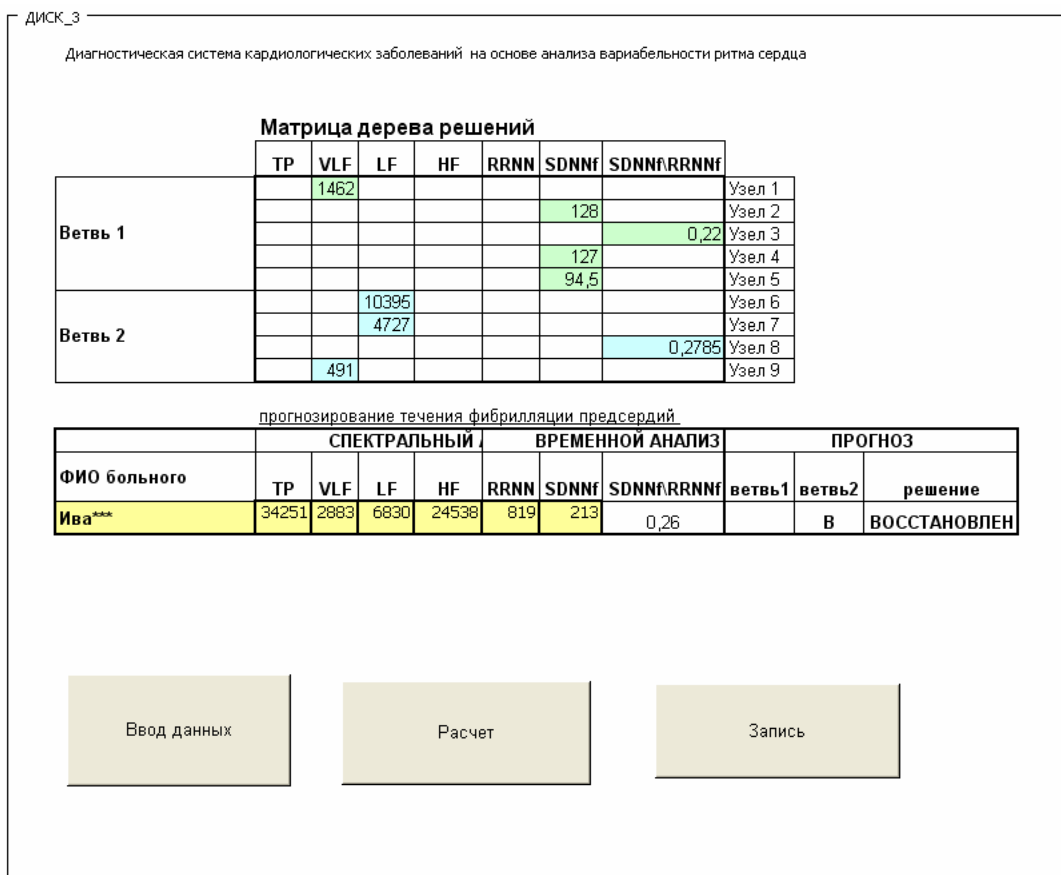 ДИСК_3
Диагностическая система кардиологических заболеваний на основе анализа вариабельности ритма сердца
Матрица дерева решений
TP VLF LF HF RRNN SDNNf SDNNf\RRNNf
Ветвь 1
1462 Узел 1
128 Узел 2
0,22 Узел 3
127 Узел 4
94,5 Узел 5
Ветвь 2
10395 Узел 6
4727 Узел 7
0,2785 Узел 8
491 Узел 9
прогнозирование течения фибрилляции предсердий
СПЕКТРАЛЬНЫЙ ВРЕМЕННОЙ АНАЛИЗ ПРОГНОЗ
ФИО больного TP VLF LF HF RRNN SDNNf SDNNf\RRNNf ветвь1 ветвь2 решение
Ива*** 34251 2883 6830 24538 819 213 0,26 В ВОССТАНОВЛЕН
Ввод данных
Расчет
Запись